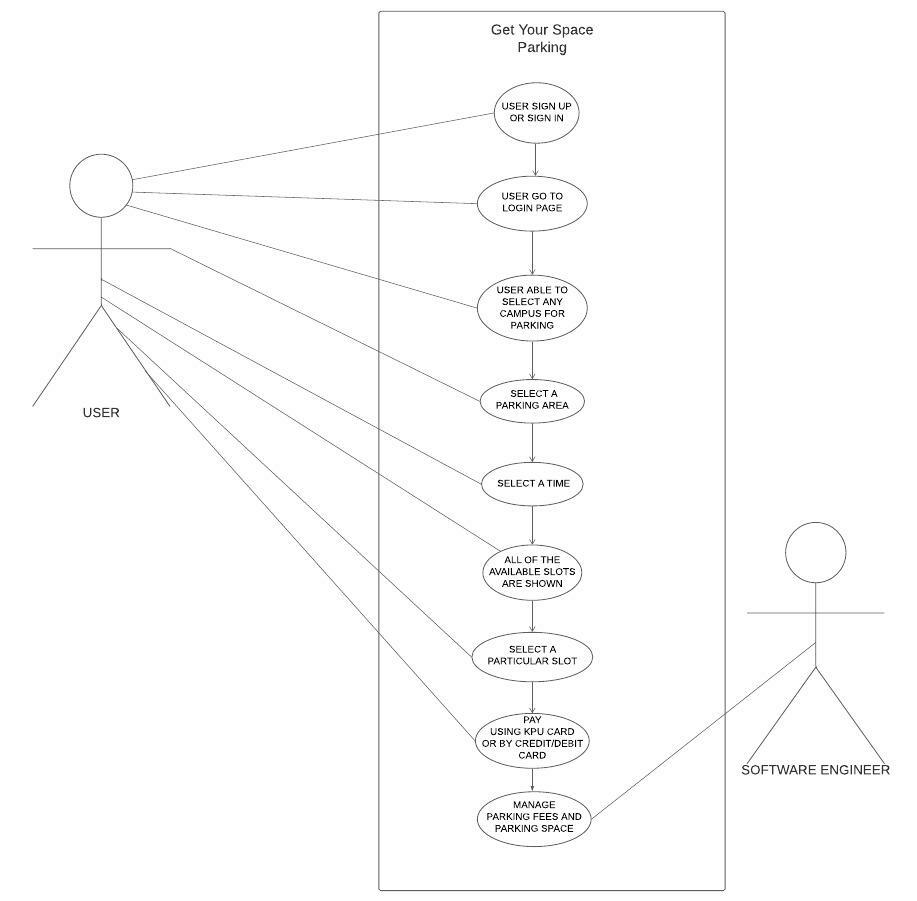 Get Your Space
Parking
USER SIGN UP
OR SIGN IN
USER GO TO
LOGIN PAGE
USER ABLE TO
SELECT ANY
CAMPUS FOR
PARKING
SELECT A
PARKING AREA
USER
SELECT A TIME
ALL OF THE
AVAILABLE SLOTS
ARE SHOWN
SELECT A
PARTICULAR SLOT
PAY
USING KPU CARD
OR BY CREDIT/DEBIT
CARD
SOFTWARE ENGINEER
MANAGE
PARKING FEES AND
PARKING SPACE